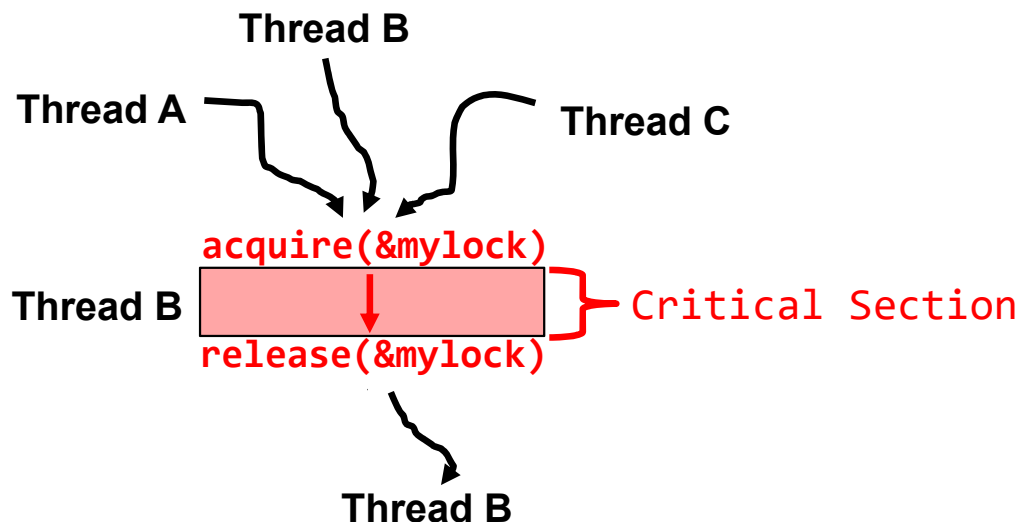 Thread B
Thread A
Thread C
acquire(&mylock)
Thread B
Critical Section
release(&mylock)
Thread B